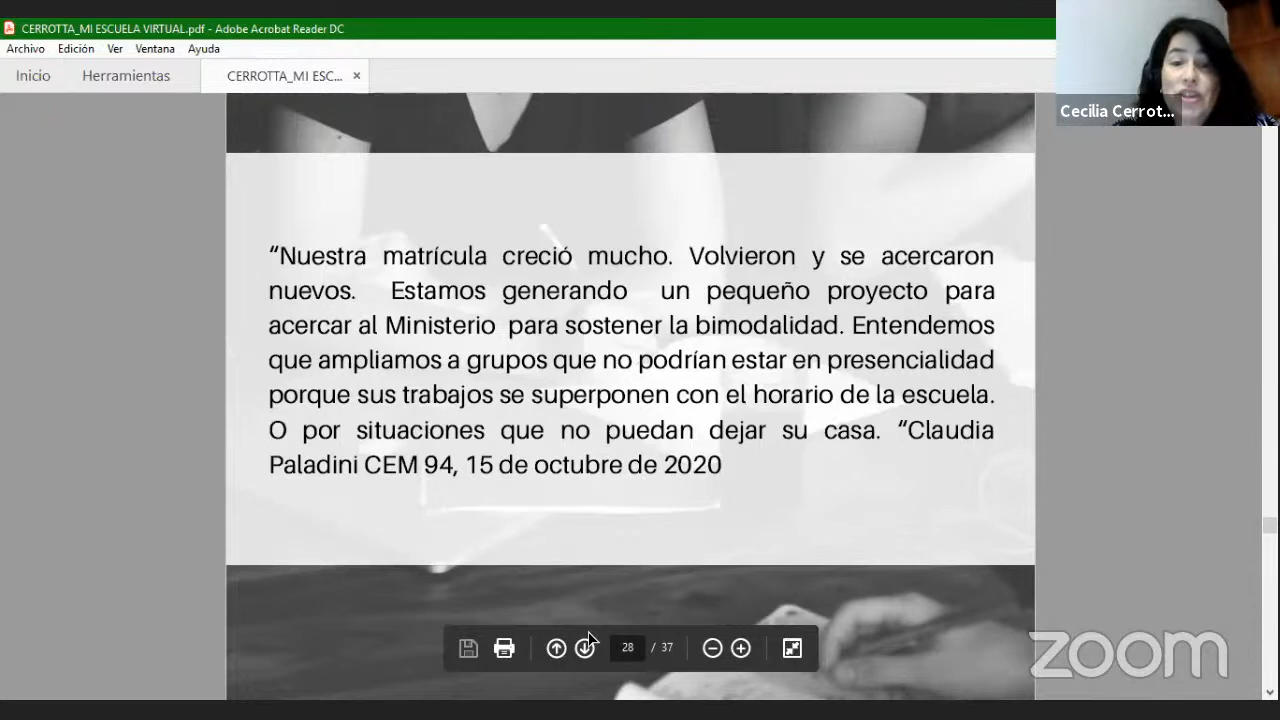 CERROTTA_MI ESCUELA VIRTUAL.pdf - Adobe Acrobat Reader DC
Archivo Edición Ver Ventana Ayuda
Inicio Herramientas CERROTTA_MI ESC... ×
Cecilia Cerrot...
“Nuestra matrícula creció mucho. Volvieron y se acercaron
nuevos. Estamos generando un pequeño proyecto para
acercar al Ministerio para sostener la bimodalidad. Entendemos
que ampliamos a grupos que no podrían estar en presencialidad
porque sus trabajos se superponen con el horario de la escuela.
O por situaciones que no puedan dejar su casa. “Claudia
Paladini CEM 94, 15 de octubre de 2020
28 / 37
zoom